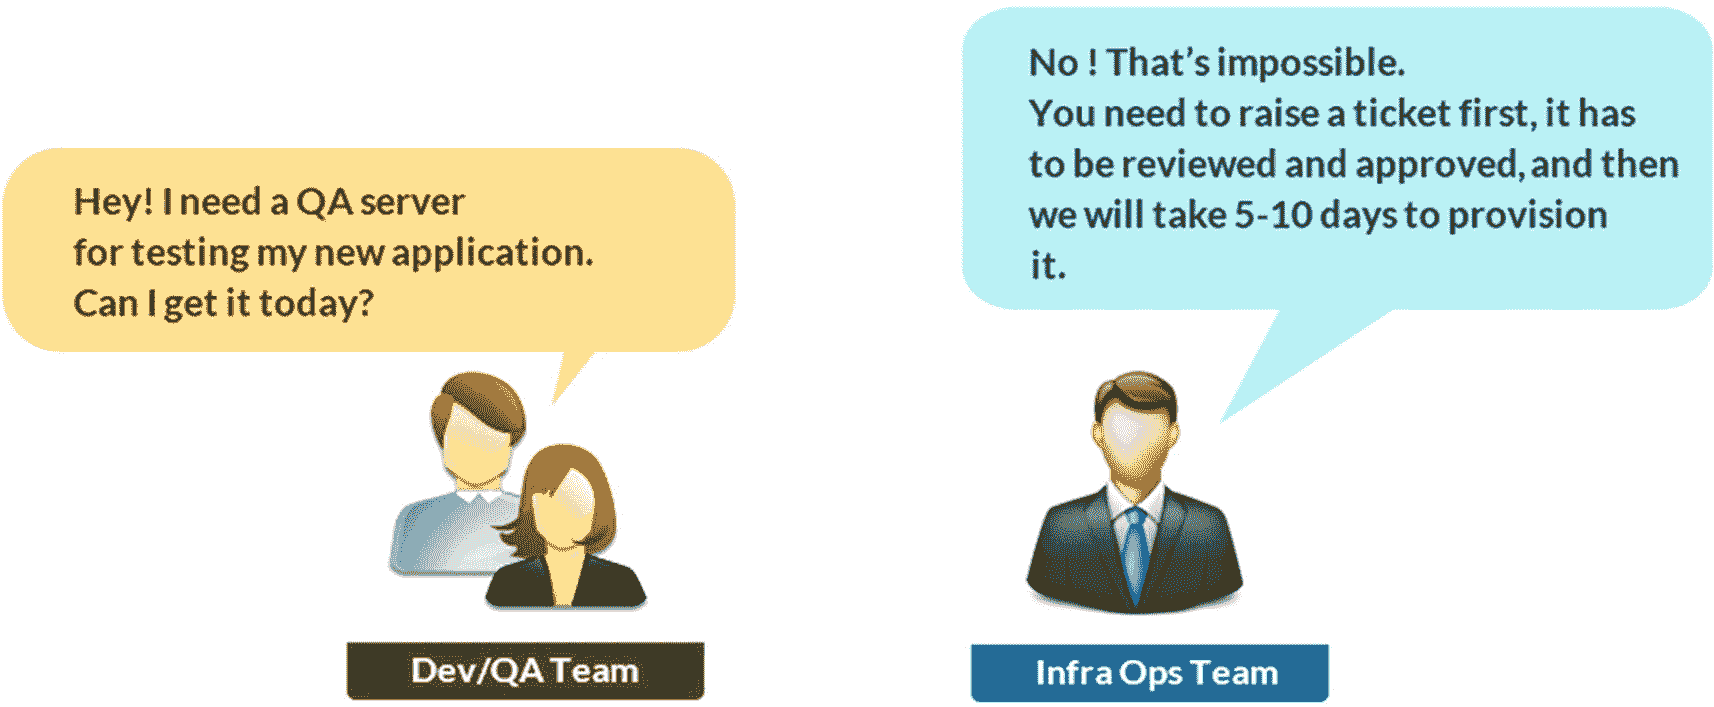 Hey! I need a QA server
for testing my new application.
Can I get it today?
No ! That's impossible.
You need to raise a ticket first, it has
to be reviewed and approved, and then
we will take 5-10 days to provision
it.
Dev/QA Team
Infra Ops Team